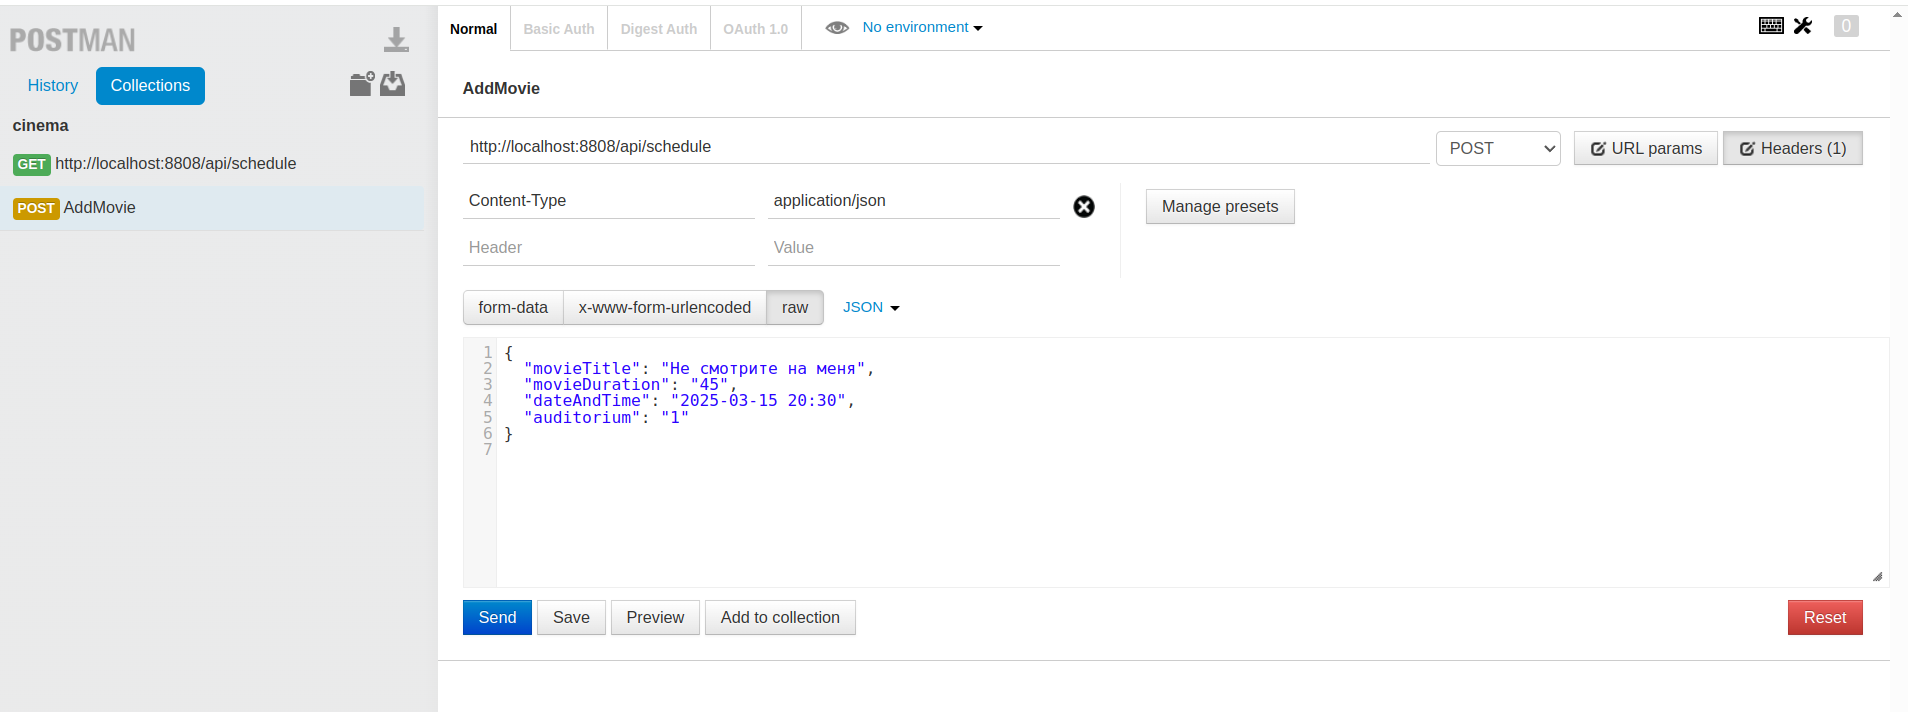 POSTMAN
History Collections
cinema
GET http://localhost:8808/api/schedule
POST AddMovie
Normal Basic Auth Digest Auth OAuth 1.0 No environment 0
AddMovie
http://localhost:8808/api/schedule POST URL params Headers (1)
Content-Type application/json Manage presets
Header Value
form-data x-www-form-urlencoded raw JSON
1 {
2 "movieTitle": "Не смотрите на меня",
3 "movieDuration": "45",
4 "dateAndTime": "2025-03-15 20:30",
5 "auditorium": "1"
6 }
7
Send Save Preview Add to collection Reset